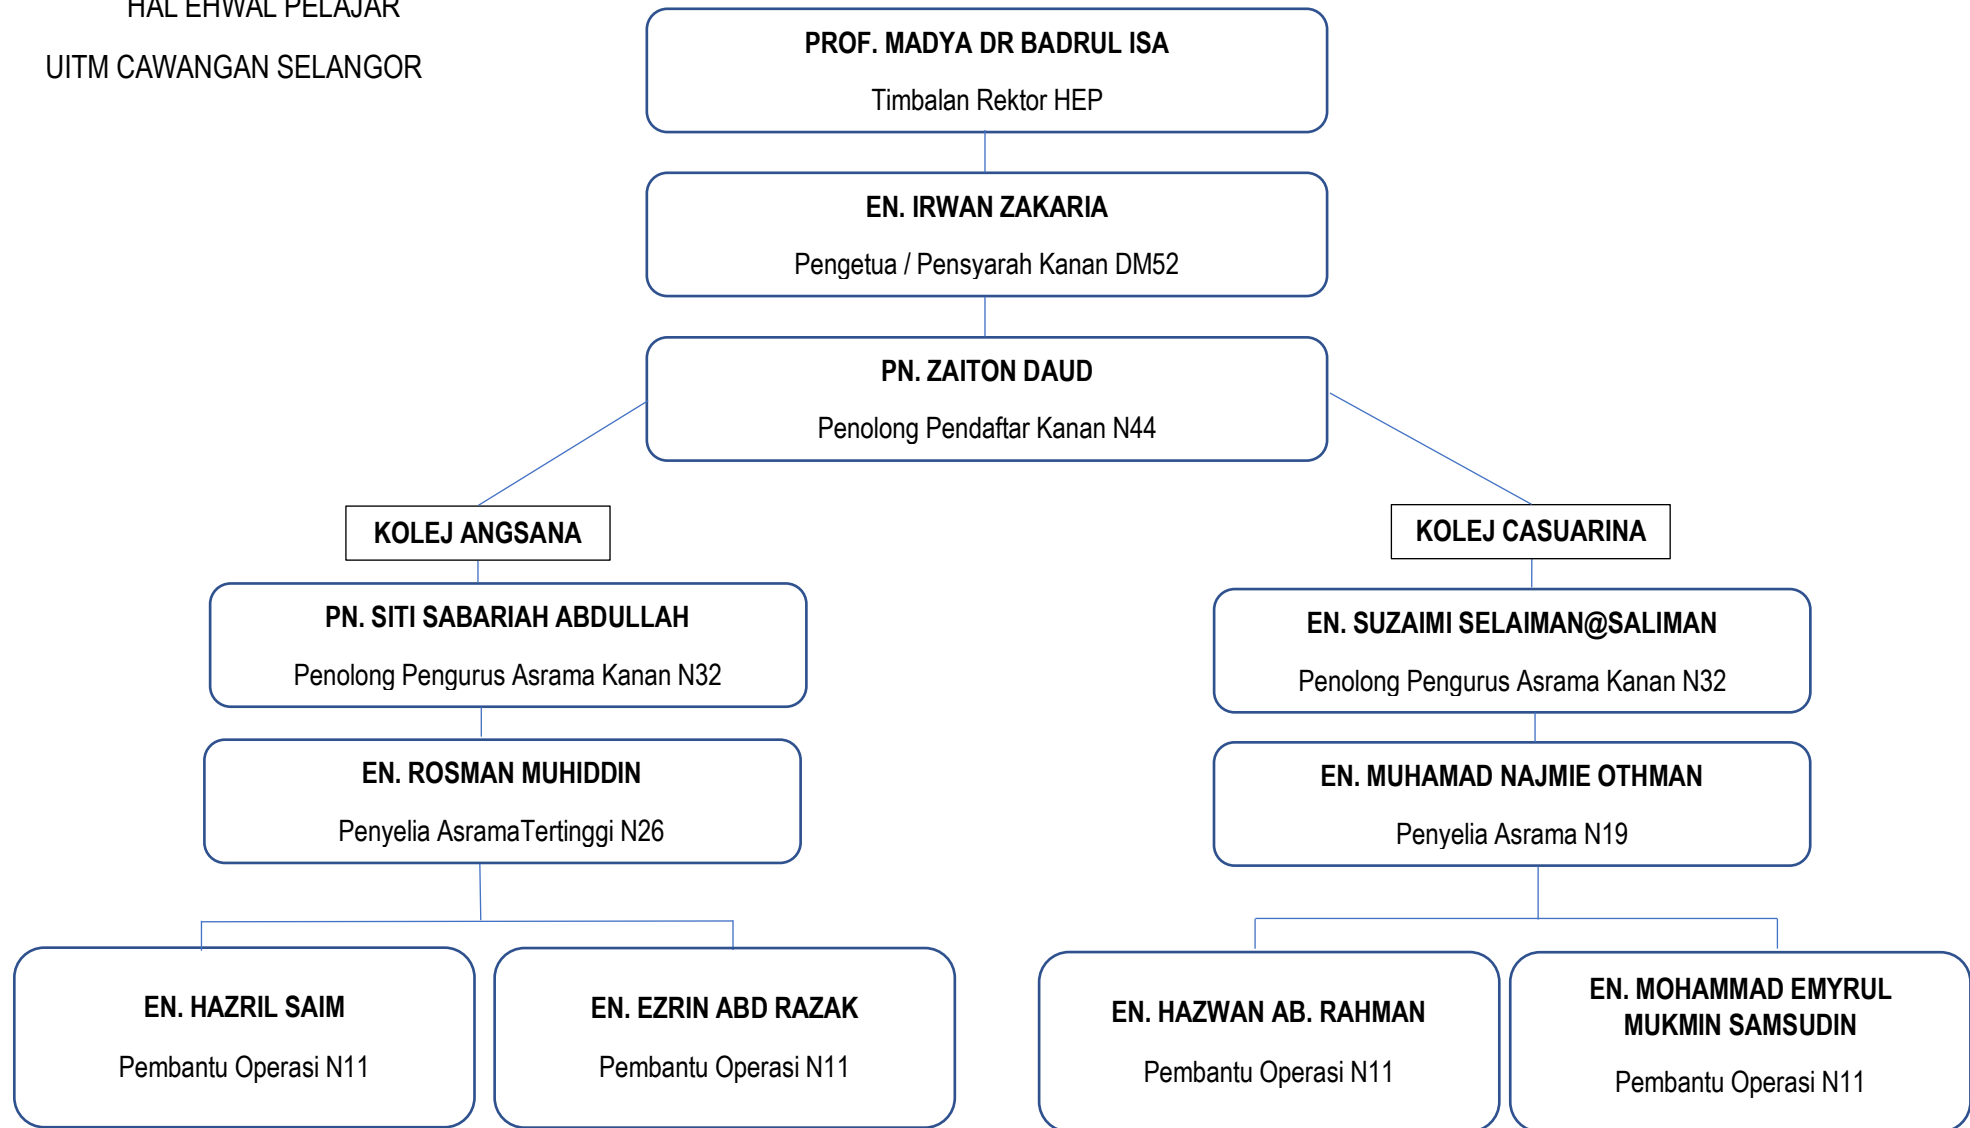 HAL EHWAL PELAJAR
UITM CAWANGAN SELANGOR
PROF. MADYA DR BADRUL ISA
Timbalan Rektor HEP
EN. IRWAN ZAKARIA
Pengetua / Pensyarah Kanan DM52
PN. ZAITON DAUD
Penolong Pendaftar Kanan N44
KOLEJ ANGSANA
KOLEJ CASUARINA
PN. SITI SABARIAH ABDULLAH
Penolong Pengurus Asrama Kanan N32
EN. SUZAIMI SELAIMAN@SALIMAN
Penolong Pengurus Asrama Kanan N32
EN. ROSMAN MUHIDDIN
Penyelia AsramaTertinggi N26
EN. MUHAMAD NAJMIE OTHMAN
Penyelia Asrama N19
EN. HAZRIL SAIM
Pembantu Operasi N11
EN. EZRIN ABD RAZAK
Pembantu Operasi N11
EN. HAZWAN AB. RAHMAN
Pembantu Operasi N11
EN. MOHAMMAD EMYRUL
MUKMIN SAMSUDIN
Pembantu Operasi N11